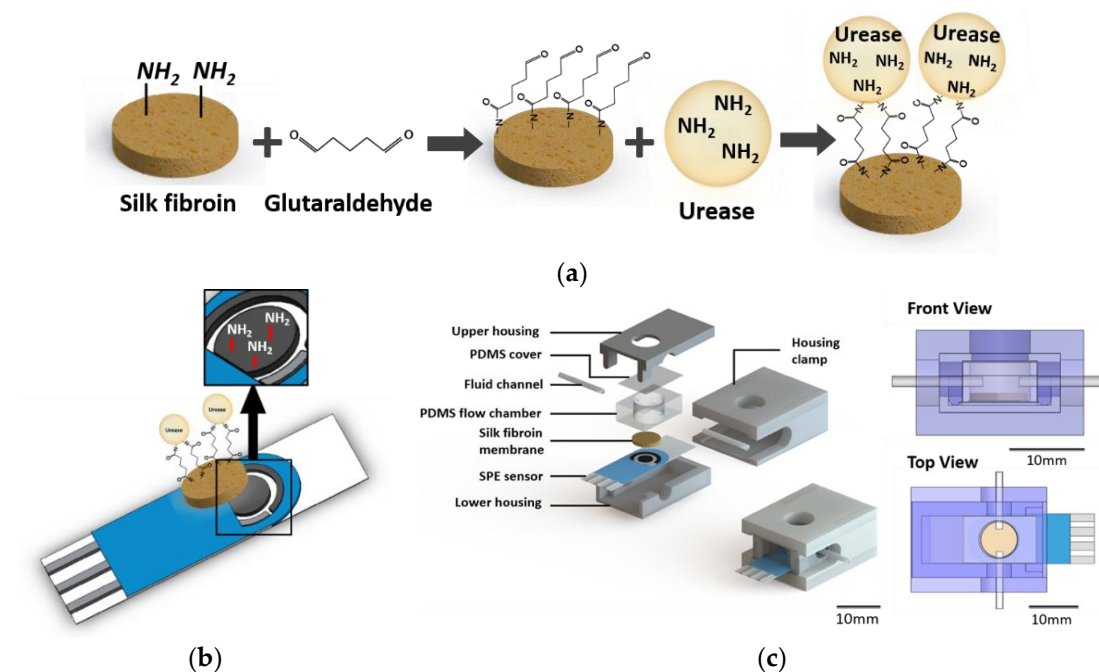 NH2 NH2
Silk fibroin
+
Glutaraldehyde
O
O
O O O O
O O O O
N N N N
+
NH2
NH2
NH2
Urease
Urease Urease
NH2 NH2 NH2 NH2
NH2 NH2
N N
O O O O
O O O O
N N N N
(a)
NH2
NH2
NH2
Urease
Urease
(b)
Upper housing
PDMS cover
Fluid channel
PDMS flow chamber
Silk fibroin
membrane
SPE sensor
Lower housing
Housing
clamp
10mm
Front View
10mm
Top View
10mm
(c)